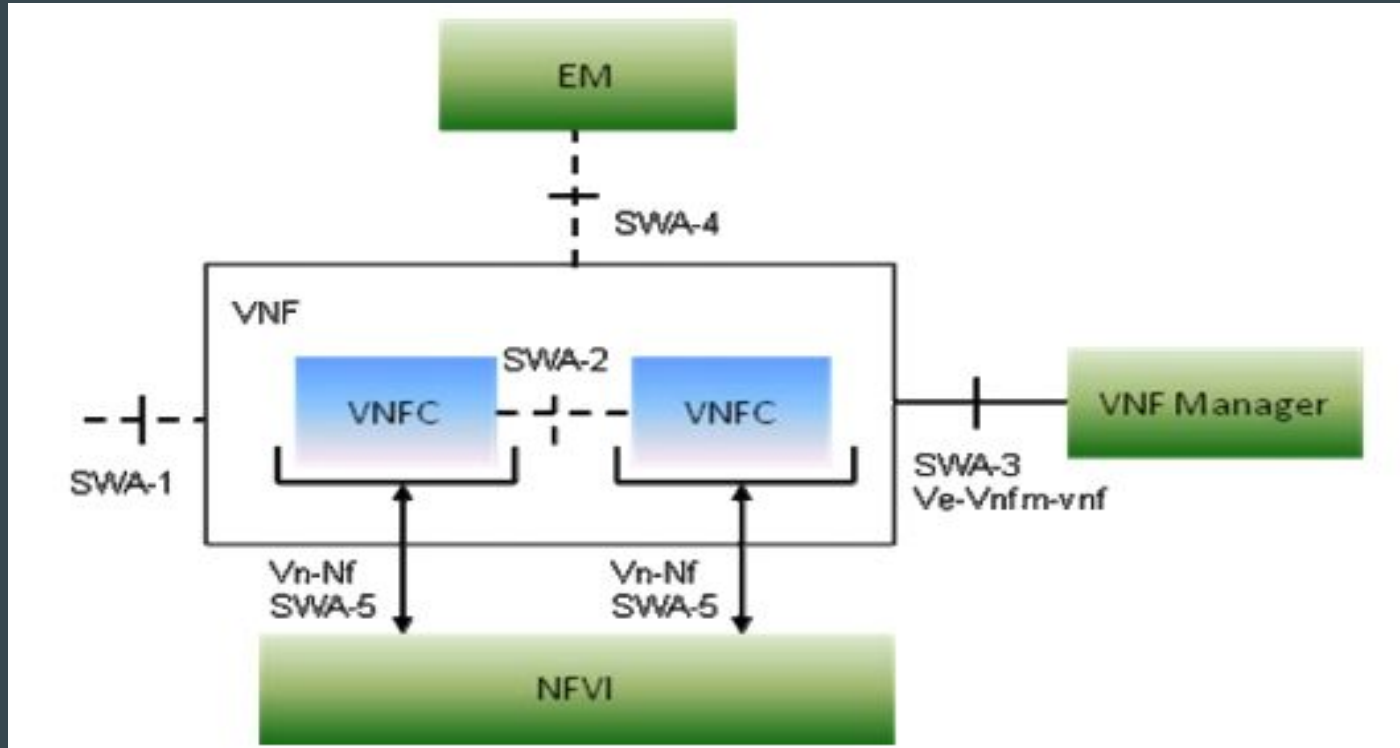 EM
SWA-4
VNF
SWA-2
VNFC
VNFC
VNF Manager
SWA-1
SWA-3
Ve-Vnfm-vnf
Vn-Nf
SWA-5
Vn-Nf
SWA-5
NFVI